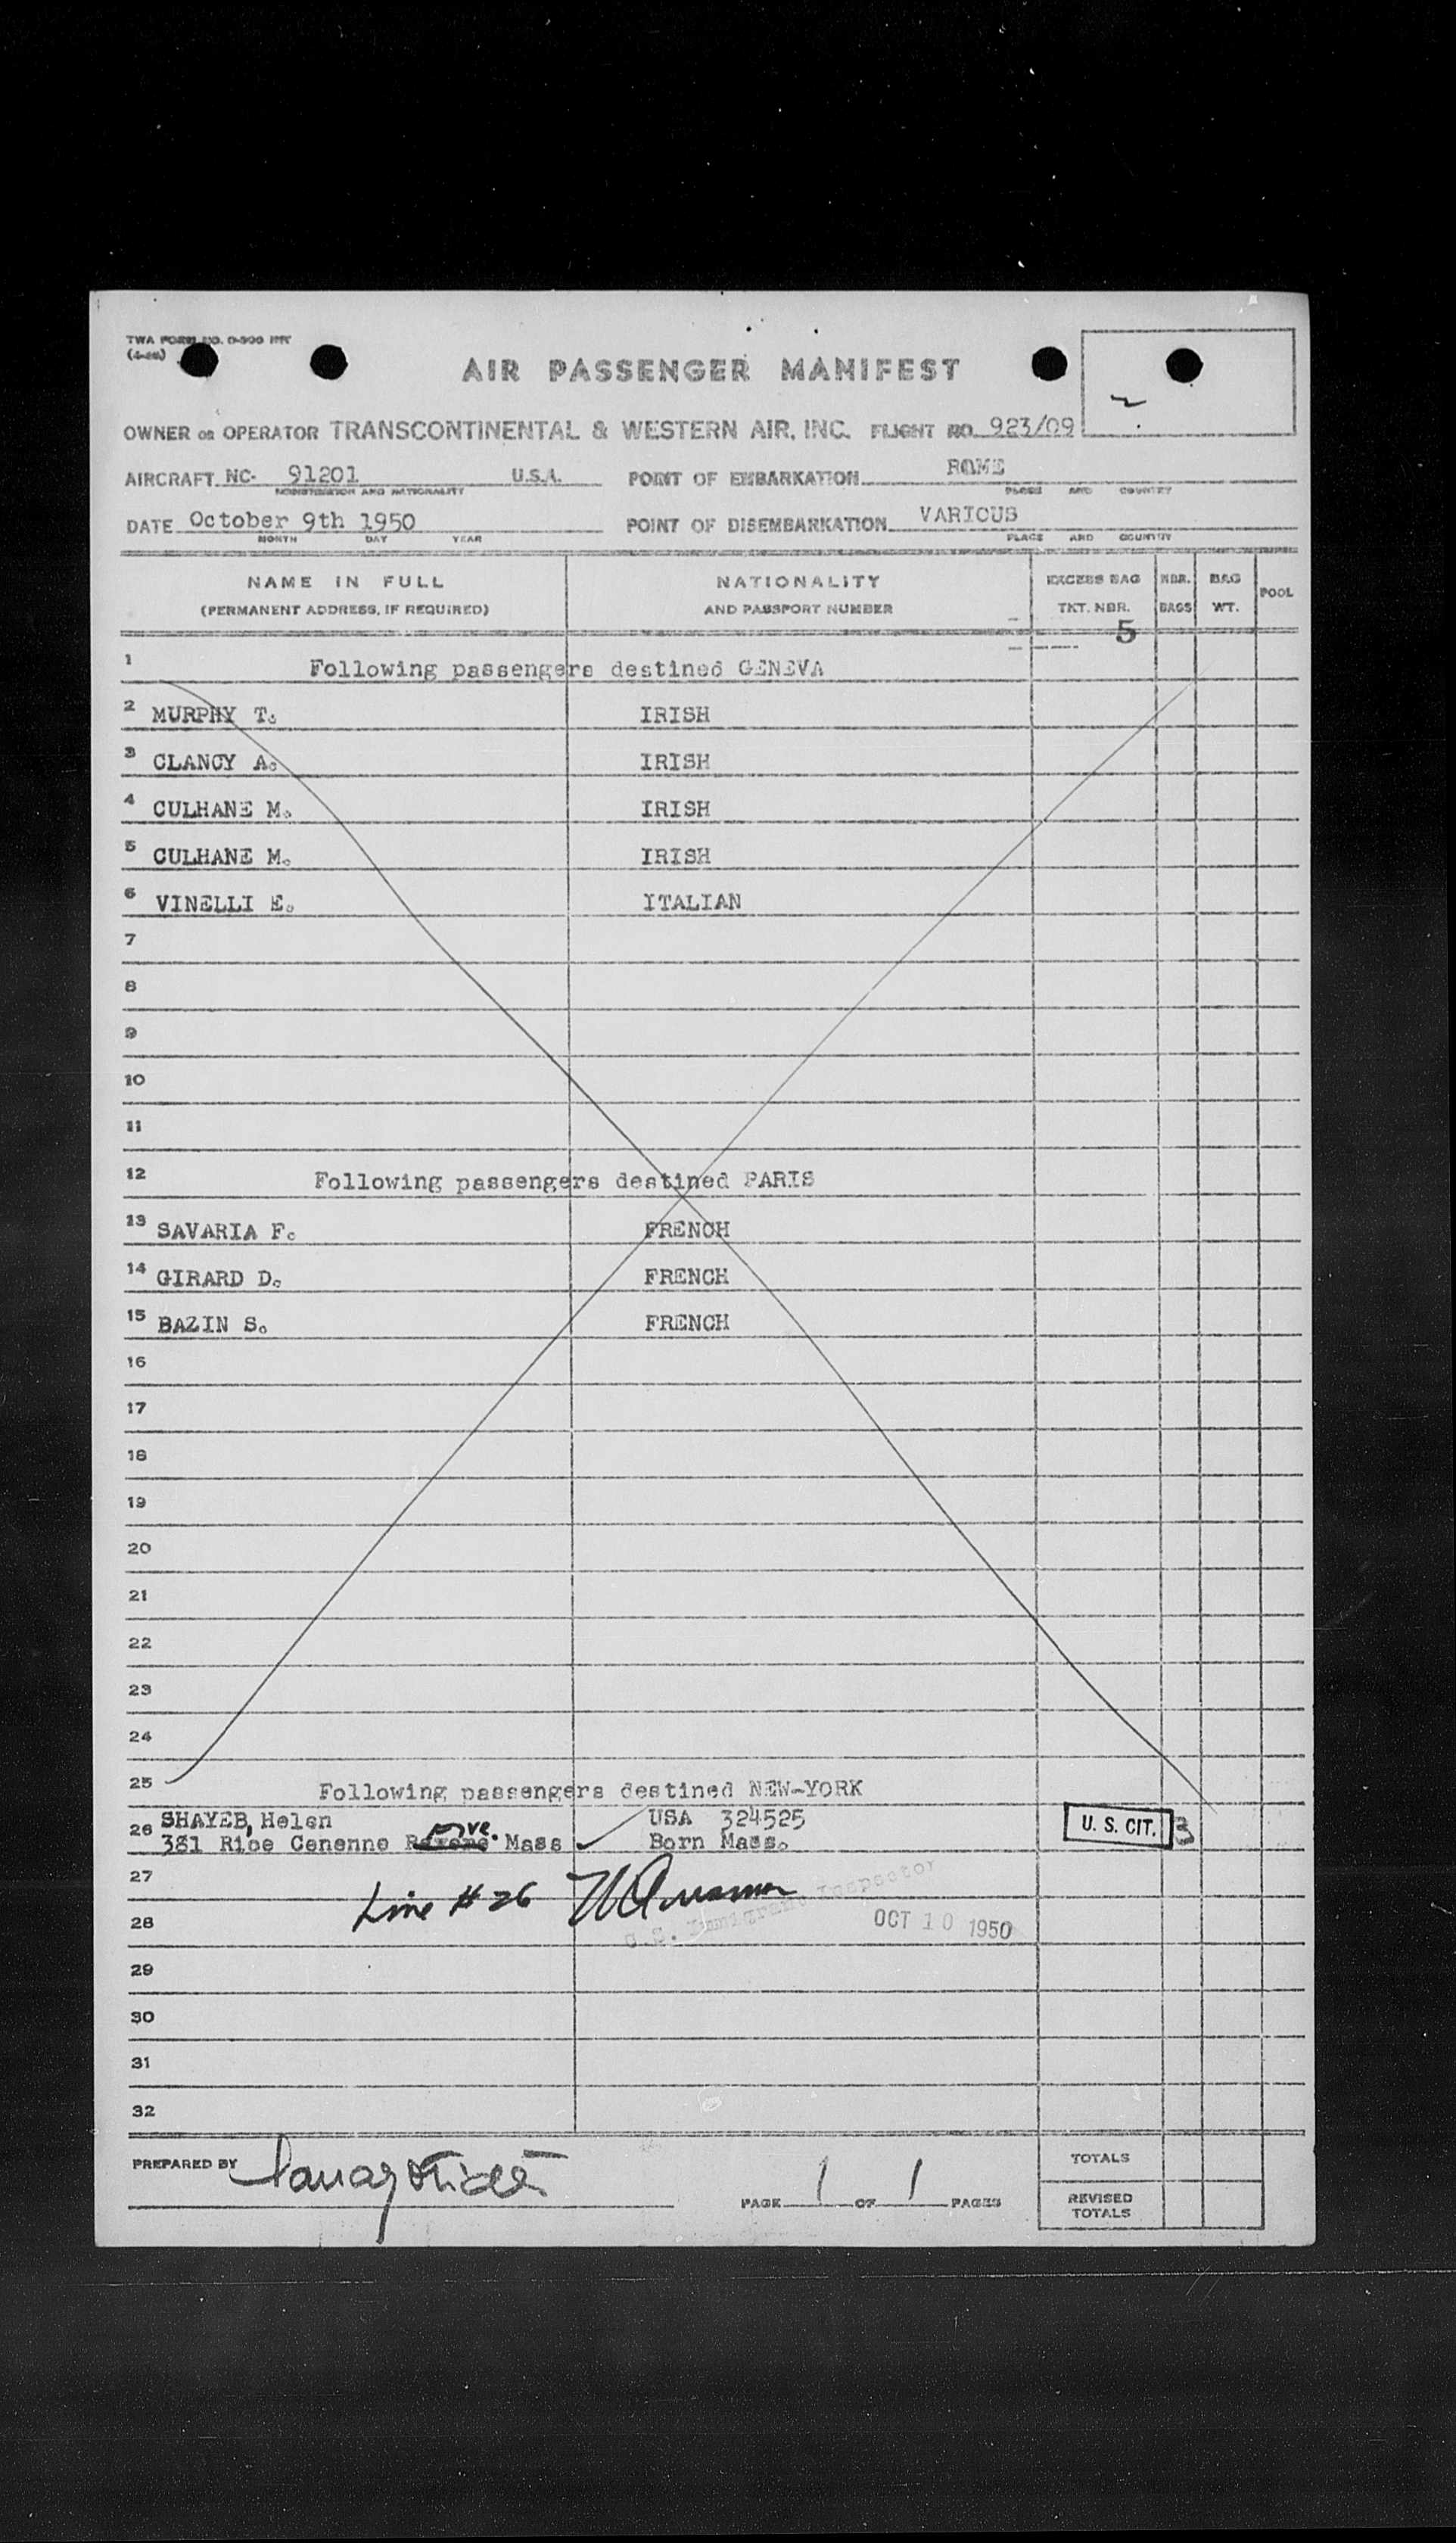 TWA FORM NO. O-500 INT
(4-48)
AIR PASSENGER MANIFEST
OWNER OR OPERATOR TRANSCONTINENTAL & WESTERN AIR, INC. FLIGHT NO. 923/09
AIRCRAFT NC- 91201 U.S.A. POINT OF EMBARKATION ROME
REGISTRATION AND NATIONALITY PLACE AND COUNTRY
DATE October 9th 1950 POINT OF DISEMBARKATION VARIOUS
MONTH DAY YEAR PLACE AND COUNTRY
NAME IN FULL NATIONALITY EXCESS BAG NBR. BAG POOL
(PERMANENT ADDRESS, IF REQUIRED) AND PASSPORT NUMBER TKT. NBR. BAGS WT.
5
1 Following passengers destined GENEVA
2 MURPHY T. IRISH
3 CLANCY A. IRISH
4 CULHANE M. IRISH
5 CULHANE M. IRISH
6 VINELLI E. ITALIAN
7
8
9
10
11
12 Following passengers destined PARIS
13 SAVARIA F. FRENCH
14 GIRARD D. FRENCH
15 BAZIN S. FRENCH
16
17
18
19
20
21
22
23
24
25 Following passengers destined NEW-YORK
SHAYEB, Helen USA 324525
26 381 Rice Cenenne Mass Born Mass. U. S. CIT. 3
27
Line # 26 U.S. Immigrant Inspector
28 OCT 10 1950
29
30
31
32
PREPARED BY TOTALS
PAGE 1 OF 1 PAGES REVISED
TOTALS